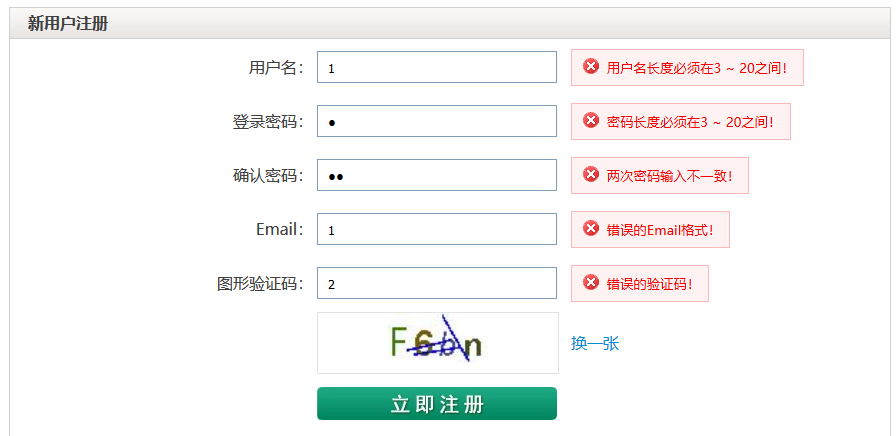 新用户注册
用户名： 1 用户名长度必须在3 ~ 20之间！
登录密码： ● 密码长度必须在3 ~ 20之间！
确认密码： ●● 两次密码输入不一致！
Email： 1 错误的Email格式！
图形验证码： 2 错误的验证码！
F6bn 换一张
立即注册